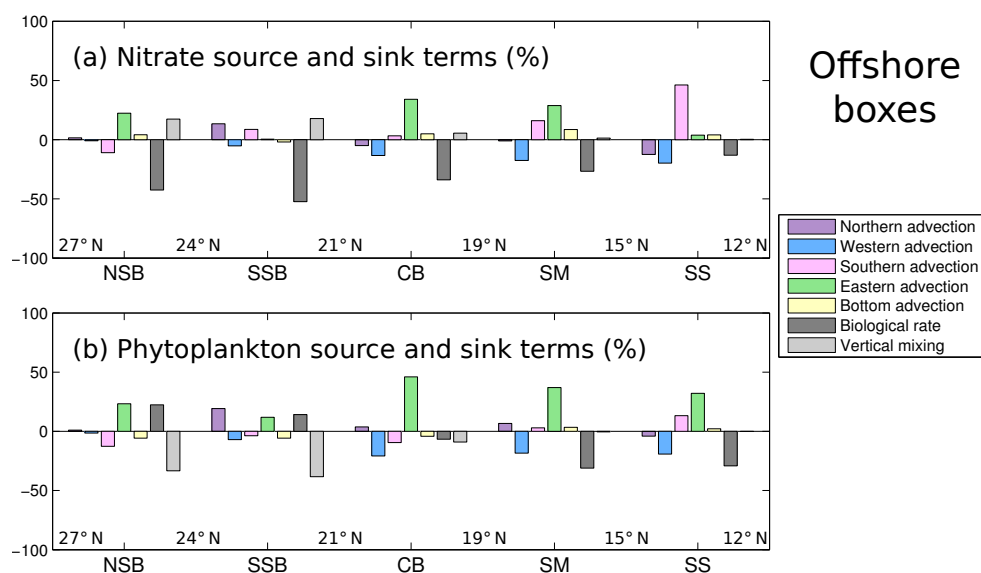 100
(a) Nitrate source and sink terms (%)
50
0
−50
−100
27° N 24° N 21° N 19° N 15° N 12° N
NSB SSB CB SM SS
Offshore
boxes
Northern advection
Western advection
Southern advection
Eastern advection
Bottom advection
Biological rate
Vertical mixing
100
(b) Phytoplankton source and sink terms (%)
50
0
−50
−100
27° N 24° N 21° N 19° N 15° N 12° N
NSB SSB CB SM SS